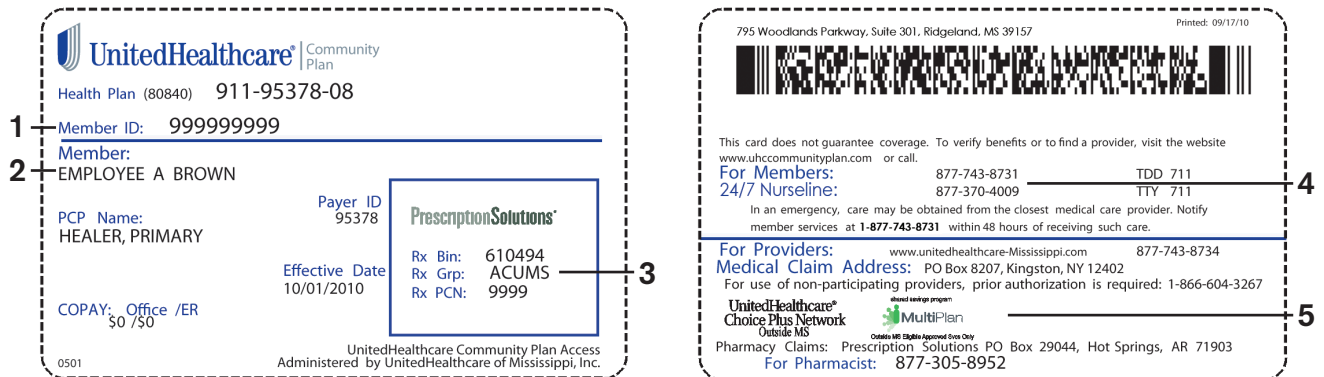 UnitedHealthcare® | Community Plan
Health Plan (80840) 911-95378-08
1 Member ID: 999999999
Member:
2 EMPLOYEE A BROWN
Payer ID
95378
PCP Name:
HEALER, PRIMARY
Effective Date
10/01/2010
COPAY: Office /ER
$0 /$0
PrescriptionSolutions®
Rx Bin: 610494
Rx Grp: ACUMS 3
Rx PCN: 9999
UnitedHealthcare Community Plan Access
0501 Administered by UnitedHealthcare of Mississippi, Inc.
Printed: 09/17/10
795 Woodlands Parkway, Suite 301, Ridgeland, MS 39157
This card does not guarantee coverage. To verify benefits or to find a provider, visit the website
www.uhccommunityplan.com or call.
For Members: 877-743-8731 TDD 711
24/7 Nurseline: 877-370-4009 TTY 711
4
In an emergency, care may be obtained from the closest medical care provider. Notify
member services at 1-877-743-8731 within 48 hours of receiving such care.
For Providers: www.unitedhealthcare-Mississippi.com 877-743-8734
Medical Claim Address: PO Box 8207, Kingston, NY 12402
For use of non-participating providers, prior authorization is required: 1-866-604-3267
UnitedHealthcare®
Choice Plus Network
Outside MS
shared savings program
MultiPlan
5
Outside MS Eligible Approved Svcs Only
Pharmacy Claims: Prescription Solutions PO Box 29044, Hot Springs, AR 71903
For Pharmacist: 877-305-8952